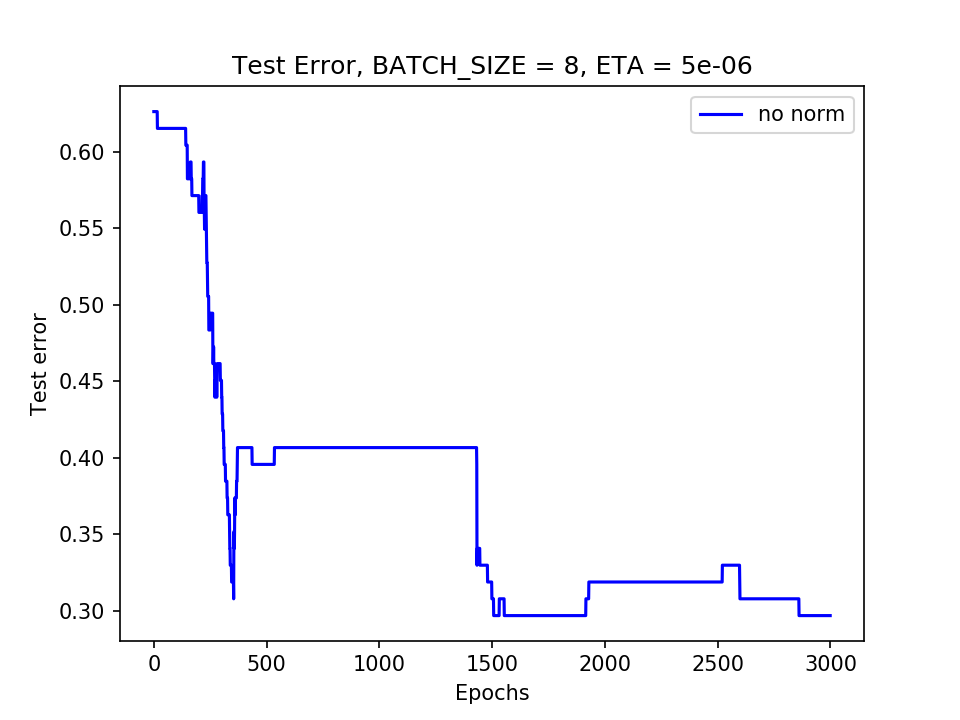 Test Error, BATCH_SIZE = 8, ETA = 5e-06
no norm
0.60
0.55
0.50
0.45
0.40
0.35
0.30
Test error
0 500 1000 1500 2000 2500 3000
Epochs